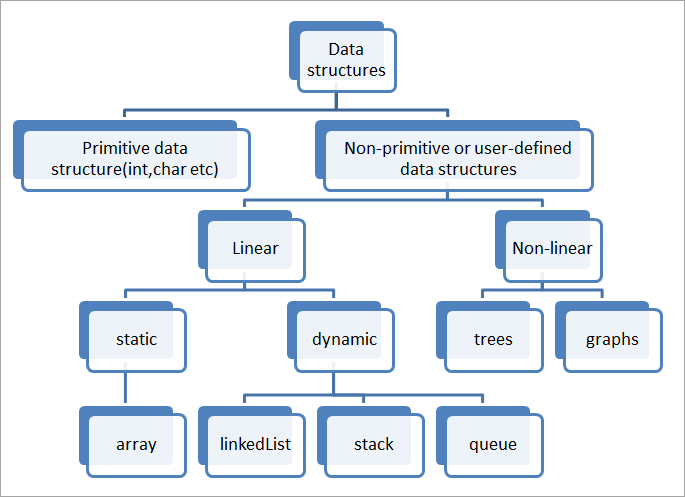 Data
structures
Primitive data
structure(int,char etc)
Non-primitive or user-defined
data structures
Linear
Non-linear
static
dynamic
trees
graphs
array
linkedList
stack
queue